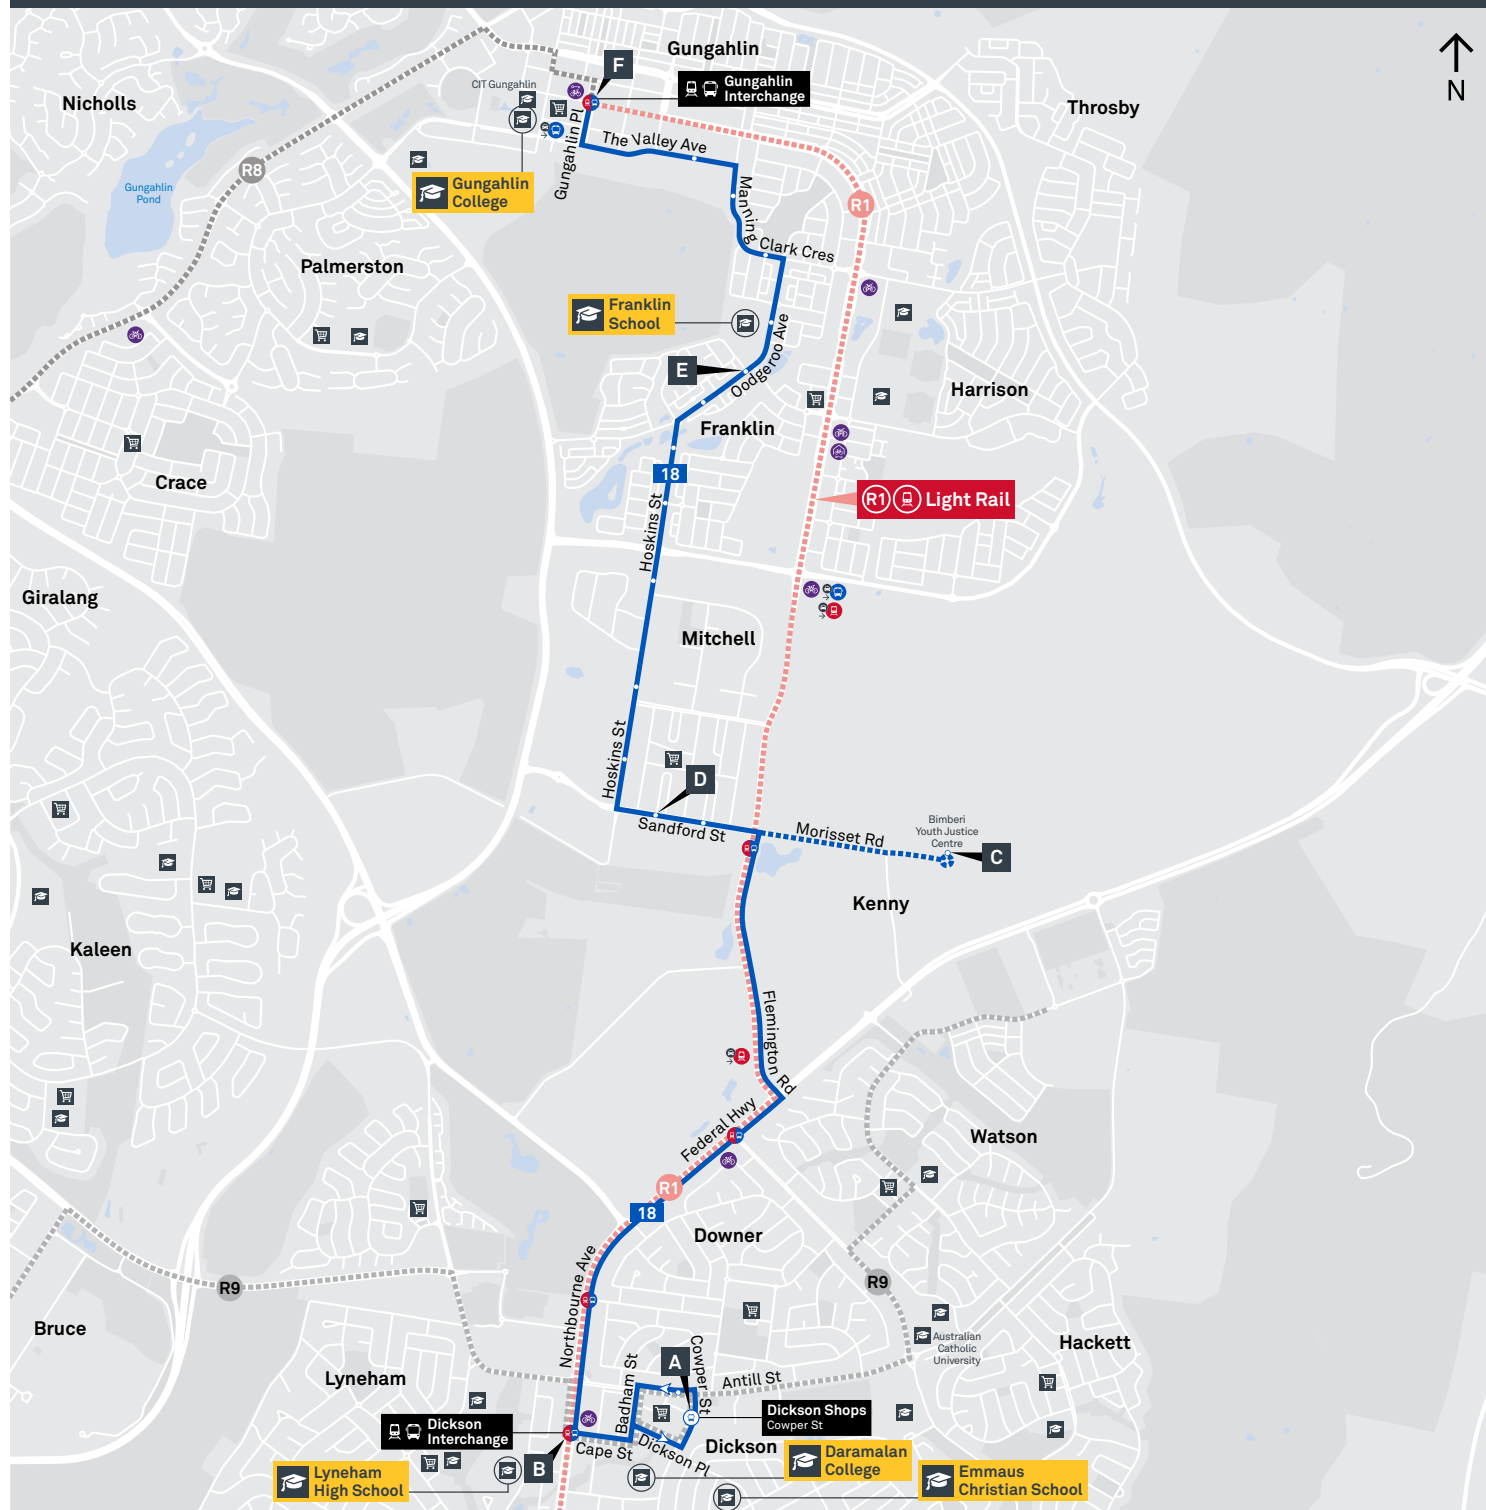 Gungahlin
F
Gungahlin
Interchange
N
Nicholls
CIT Gungahlin
Throsby
Gungahlin Pl
The Valley Ave
R8
Gungahlin
College
Gungahlin
Pond
Manning
Clark Cres
R1
Palmerston
Franklin
School
Oodgeroo Ave
E
Harrison
Franklin
18
Crace
R1
Light Rail
Hoskins St
Giralang
Mitchell
Hoskins St
D
Sandford St
Morisset Rd
Bimberi
Youth Justice
Centre
C
Kenny
Kaleen
Flemington Rd
Federal Hwy
Watson
R1
18
Downer
R9
R9
Northbourne Ave
Bruce
Australian
Catholic
University
Hackett
Lyneham
Badham St
A
Cowper St
Antill St
Dickson
Interchange
Dickson Shops
Cowper St
Cape St
Dickson Pl
Dickson
B
Lyneham
High School
Daramalan
College
Emmaus
Christian School